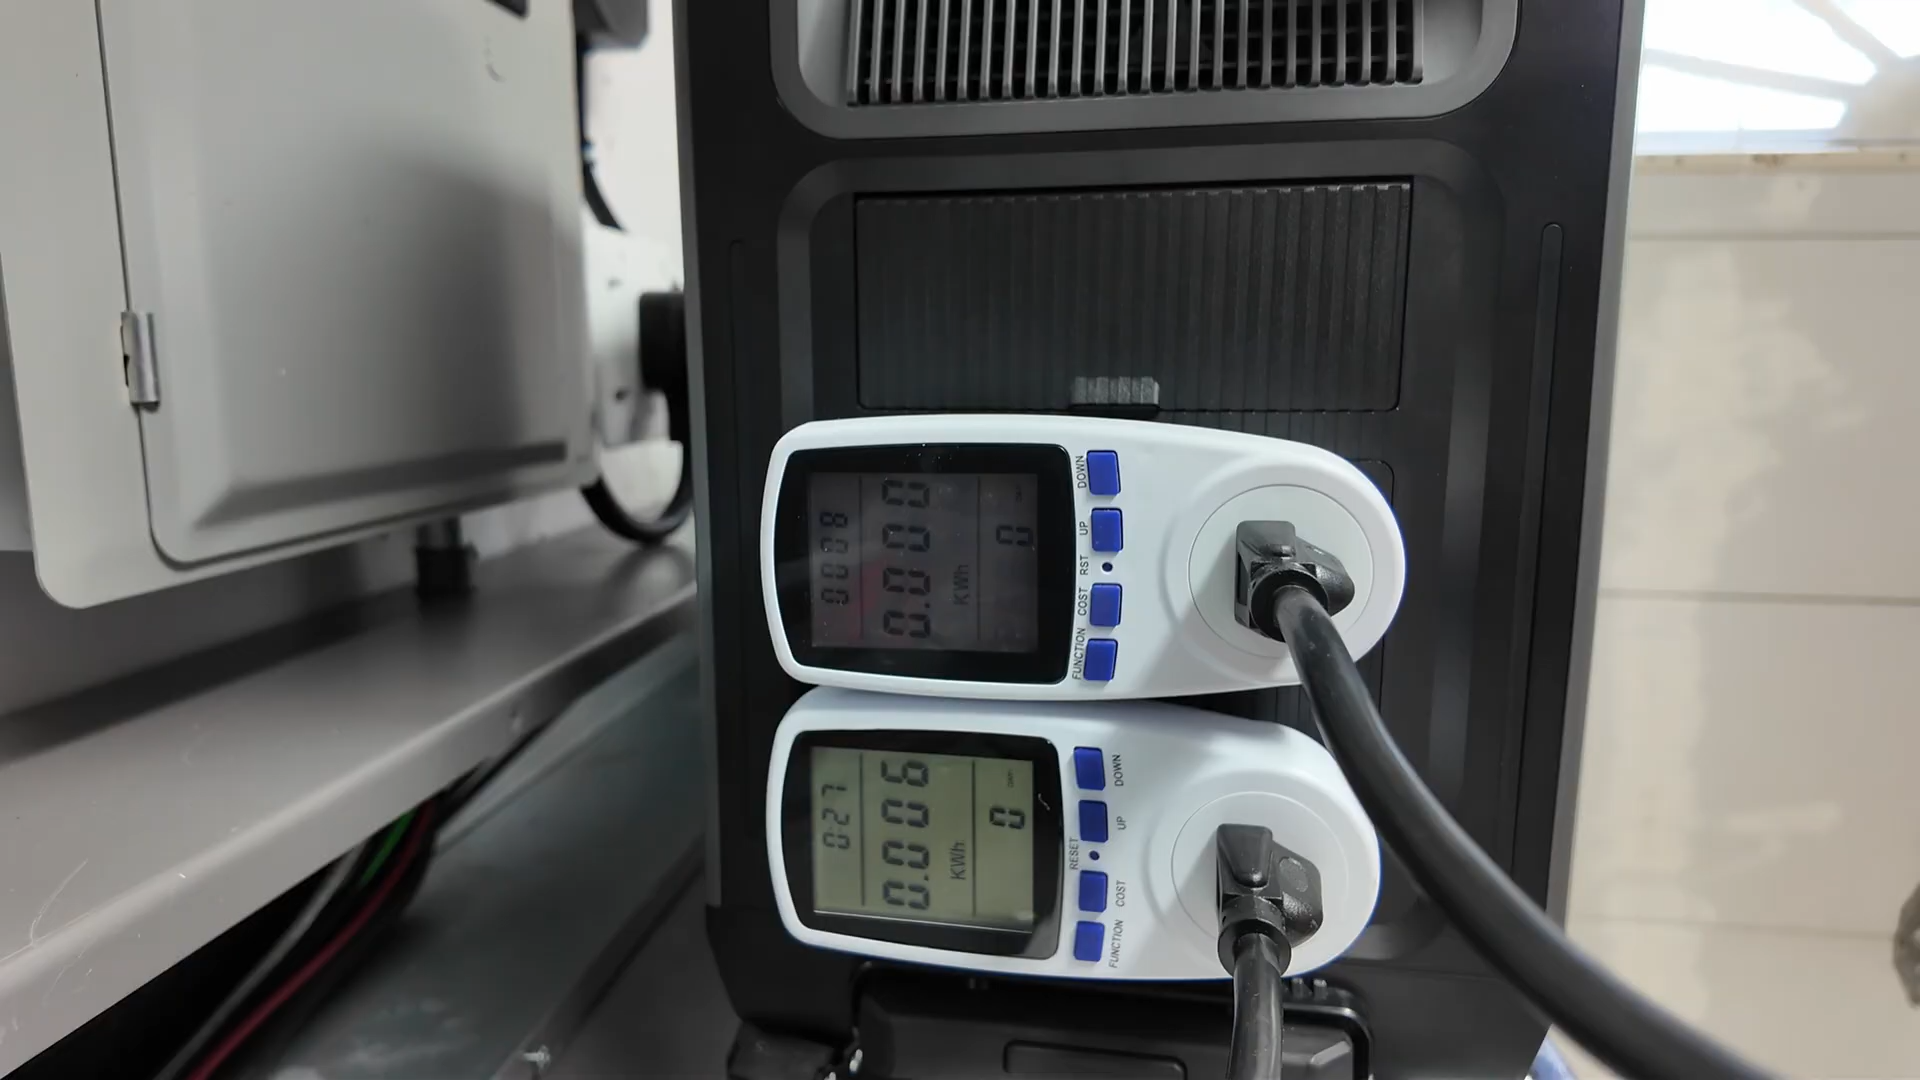 0.000
KWh
0
FUNCTION COST RST UP DOWN
0:27
0.006
KWh
0
FUNCTION COST RESET UP DOWN